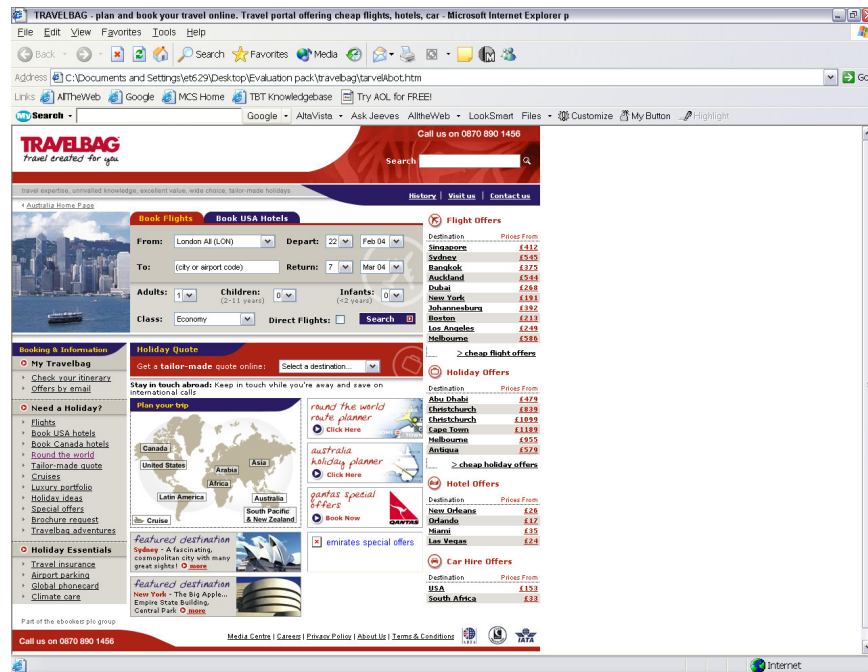 TRAVELBAG - plan and book your travel online. Travel portal offering cheap flights, hotels, car - Microsoft Internet Explorer p
File Edit View Favorites Tools Help
Back Search Favorites Media
Address C:\Documents and Settings\et629\Desktop\Evaluation pack\travelbag\tarvelAbot.htm Go
Links AllTheWeb Google MCS Home TBT Knowledgebase Try AOL for FREE!
My Search Google AltaVista Ask Jeeves AlltheWeb LookSmart Files Customize My Button Highlight
TRAVELBAG
travel created for you
Call us on 0870 890 1456
Search
travel expertise, unrivalled knowledge, excellent value, wide choice, tailor-made holidays
History | Visit us | Contact us
Australia Home Page
Book Flights Book USA Hotels
From: London All (LON) Depart: 22 Feb 04
To: (city or airport code) Return: 7 Mar 04
Adults: 1 Children: (2-11 years) 0 Infants: (<2 years) 0
Class: Economy Direct Flights: Search
Flight Offers
Destination Prices From
Singapore £412
Sydney £545
Bangkok £375
Auckland £544
Dubai £268
New York £191
Johannesburg £392
Boston £213
Los Angeles £249
Melbourne £586
> cheap flight offers
Holiday Offers
Destination Prices From
Abu Dhabi £479
Christchurch £839
Christchurch £1099
Cape Town £1189
Melbourne £955
Antigua £579
> cheap holiday offers
Hotel Offers
Destination Prices From
New Orleans £26
Orlando £17
Miami £35
Las Vegas £24
Car Hire Offers
Destination Prices From
USA £153
South Africa £33
Booking & Information
My Travelbag
Check your itinerary
Offers by email
Need a Holiday?
Flights
Book USA hotels
Book Canada hotels
Round the world
Tailor-made quote
Cruises
Luxury portfolio
Holiday ideas
Special offers
Brochure request
Travelbag adventures
Holiday Essentials
Travel insurance
Airport parking
Global phonecard
Climate care
Part of the ebookers plc group
Call us on 0870 890 1456
Holiday Quote
Get a tailor-made quote online: Select a destination...
Stay in touch abroad: Keep in touch while you're away and save on
international calls
Plan your trip
Canada
United States
Arabia
Asia
Africa
Latin America
Australia
South Pacific
& New Zealand
Cruise
round the world
route planner
Click Here
australia
holiday planner
Click Here
qantas special
offers
Book Now
QANTAS
emirates special offers
featured destination
Sydney - A fascinating,
cosmopolitan city with many
great sights! more
featured destination
New York - The Big Apple...
Empire State Building,
Central Park more
Media Centre | Careers | Privacy Policy | About Us | Terms & Conditions
IATA
Internet